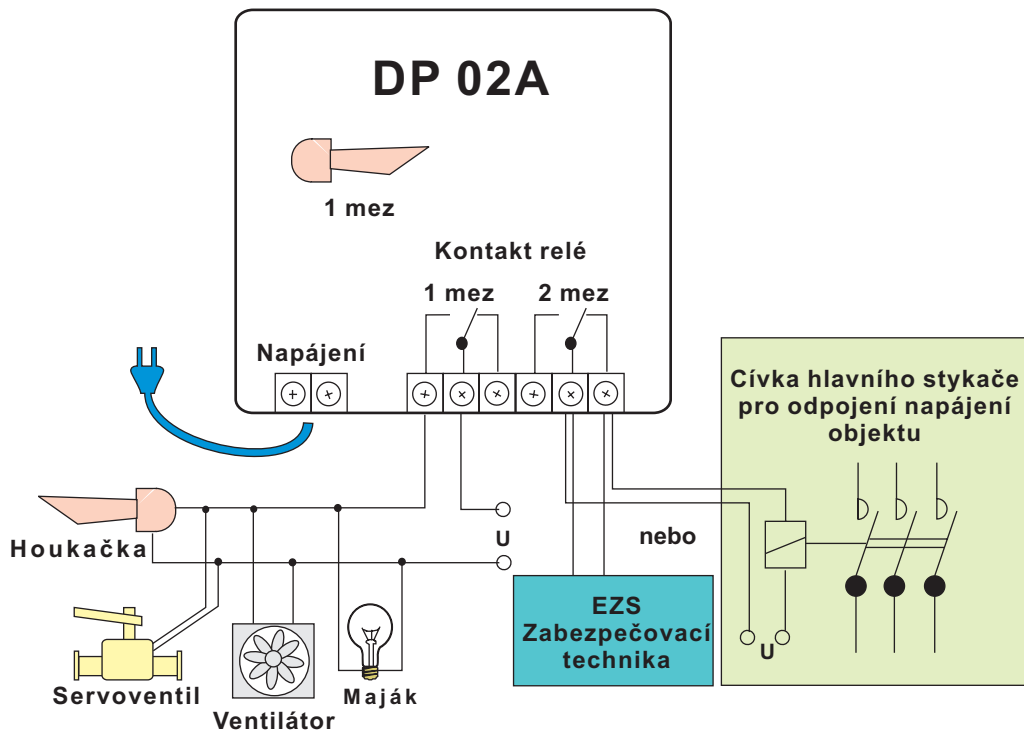 DP 02A
1 mez
Kontakt relé
1 mez
2 mez
Napájení
Cívka hlavního stykače
pro odpojení napájení
objektu
Houkačka
U
nebo
EZS
Zabezpečovací
technika
U
Servoventil
Ventilátor
Maják